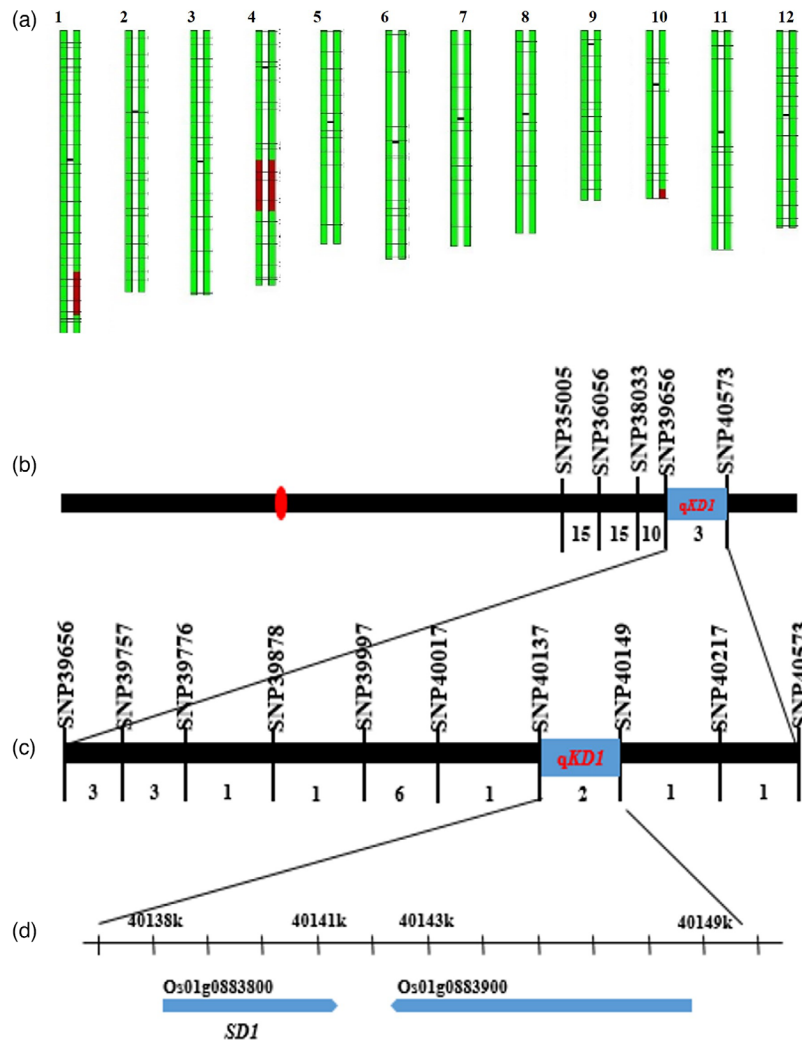 (a)
1 2 3 4 5 6 7 8 9 10 11 12
(b)
SNP35005 SNP36056 SNP38033 SNP39656 SNP40573
qKD1
15 15 10 3
(c)
SNP39656 SNP39757 SNP39776 SNP39878 SNP39997 SNP40017 SNP40137 SNP40149 SNP40217 SNP40573
qKD1
3 3 1 1 6 1 2 1 1
(d)
40138k 40141k 40143k 40149k
Os01g0883800 Os01g0883900
SD1